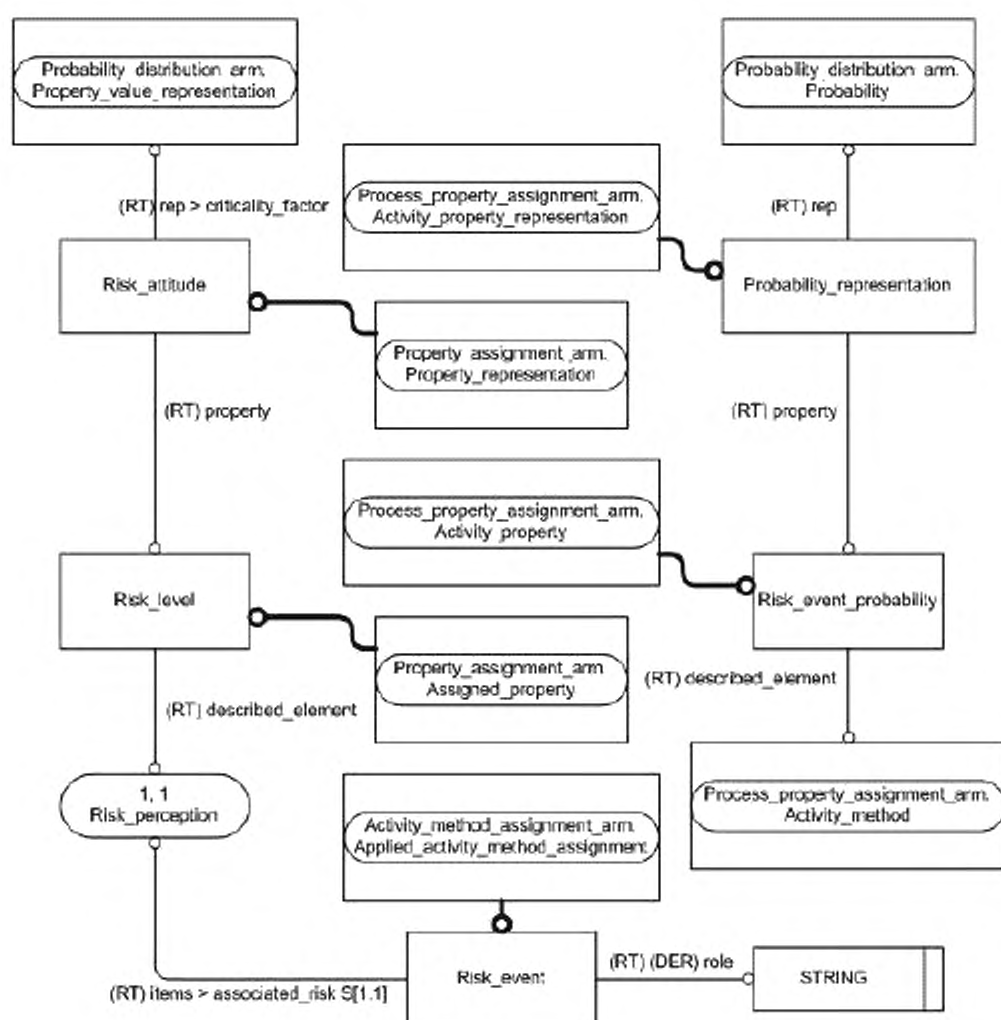 Probability_distribution_arm.
Property_value_representation
Probability_distribution_arm.
Probability
(RT) rep > criticality_factor
Process_property_assignment_arm.
Activity_property_representation
(RT) rep
Risk_attitude
Probability_representation
Property_assignment_arm.
Property_representation
(RT) property
(RT) property
Process_property_assignment_arm.
Activity_property
Risk_level
Risk_event_probability
Property_assignment_arm.
Assigned_property
(RT) described_element
(RT) described_element
1, 1
Risk_perception
Process_property_assignment_arm.
Activity_method
Activity_method_assignment_arm.
Applied_activity_method_assignment
Risk_event
(RT) (DER) role
STRING
(RT) items > associated_risk S[1.1]